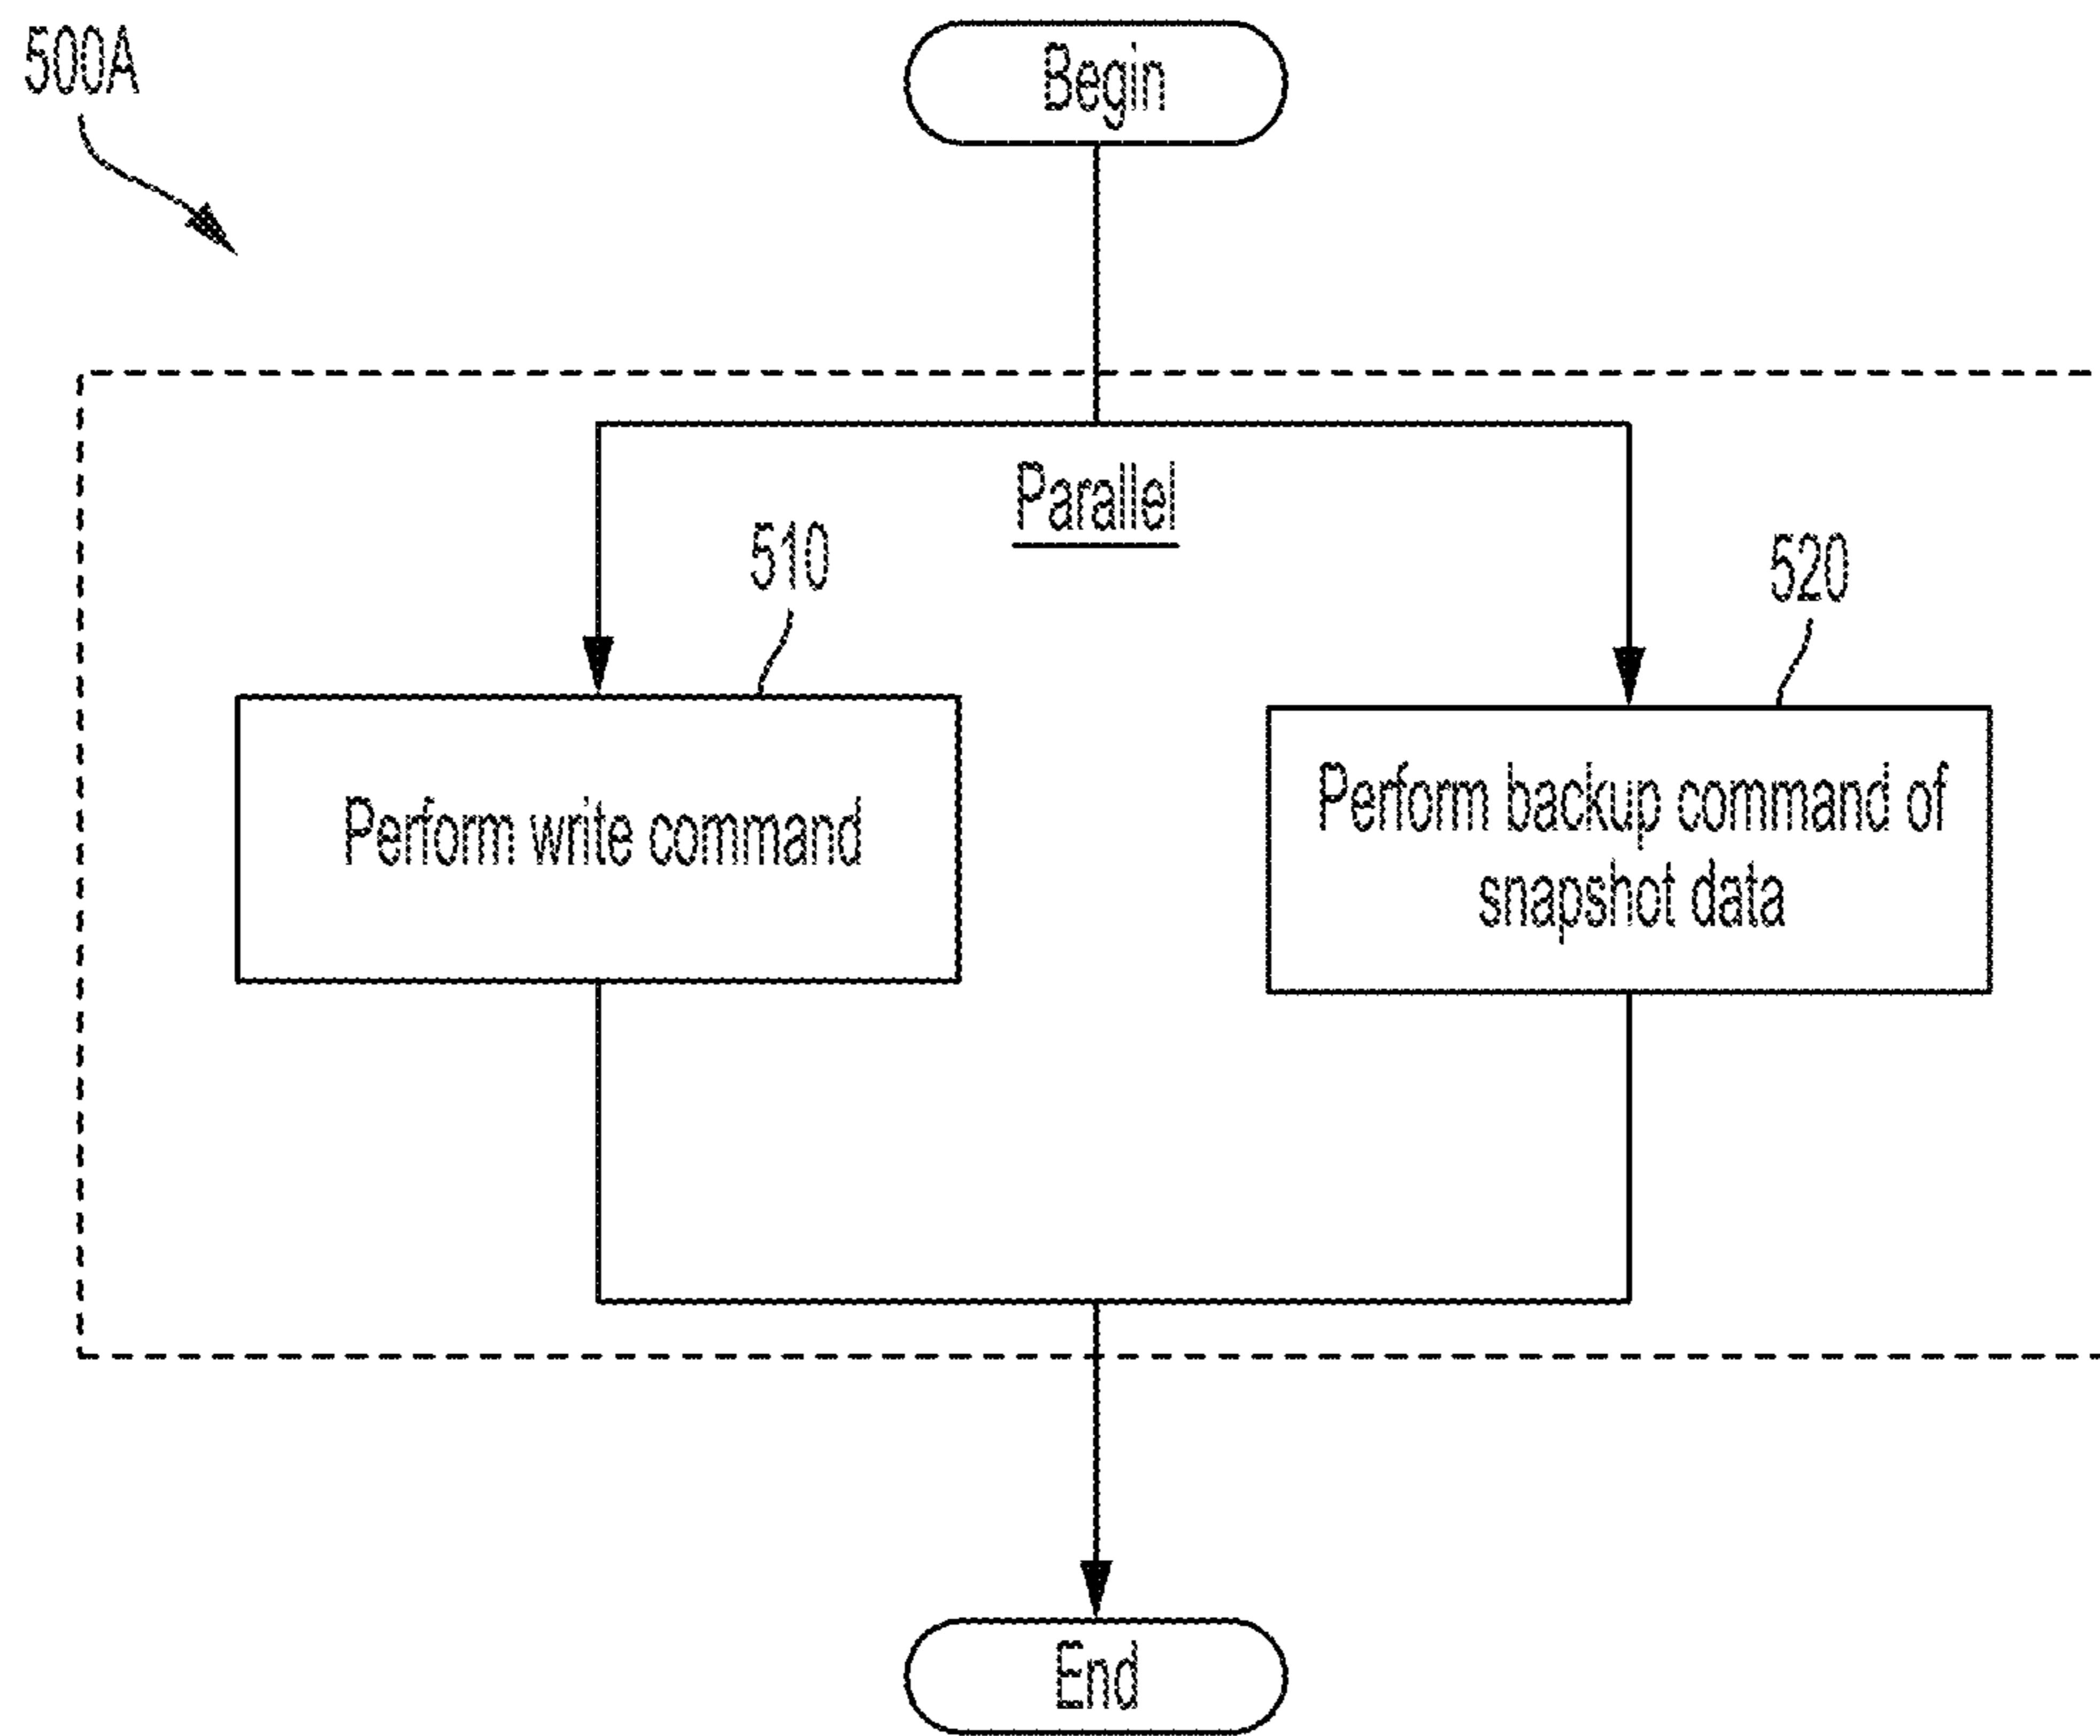 500A
Begin
Parallel
510
520
Perform write command
Perform backup command of
snapshot data
End